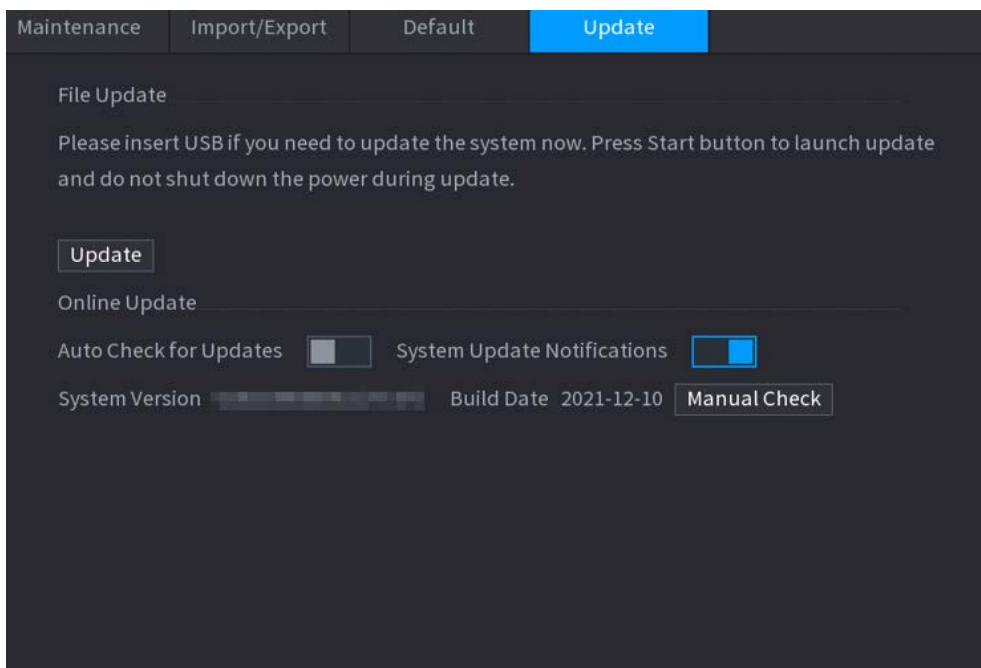 Maintenance Import/Export Default Update
File Update
Please insert USB if you need to update the system now. Press Start button to launch update
and do not shut down the power during update.
Update
Online Update
Auto Check for Updates System Update Notifications
System Version Build Date 2021-12-10 Manual Check